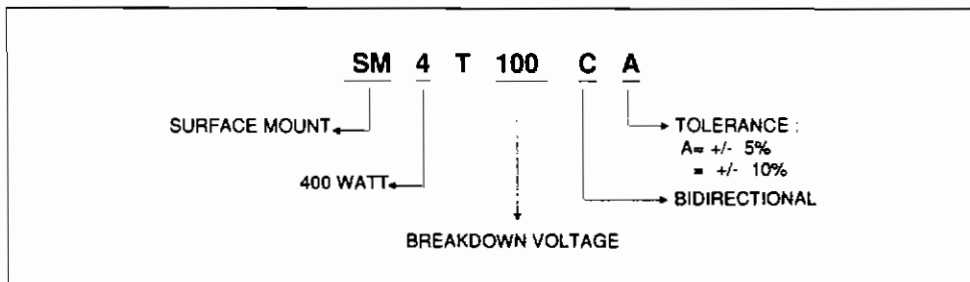 SM 4 T 100 C A
SURFACE MOUNT
TOLERANCE :
A= +/- 5%
= +/- 10%
400 WATT
BIDIRECTIONAL
BREAKDOWN VOLTAGE